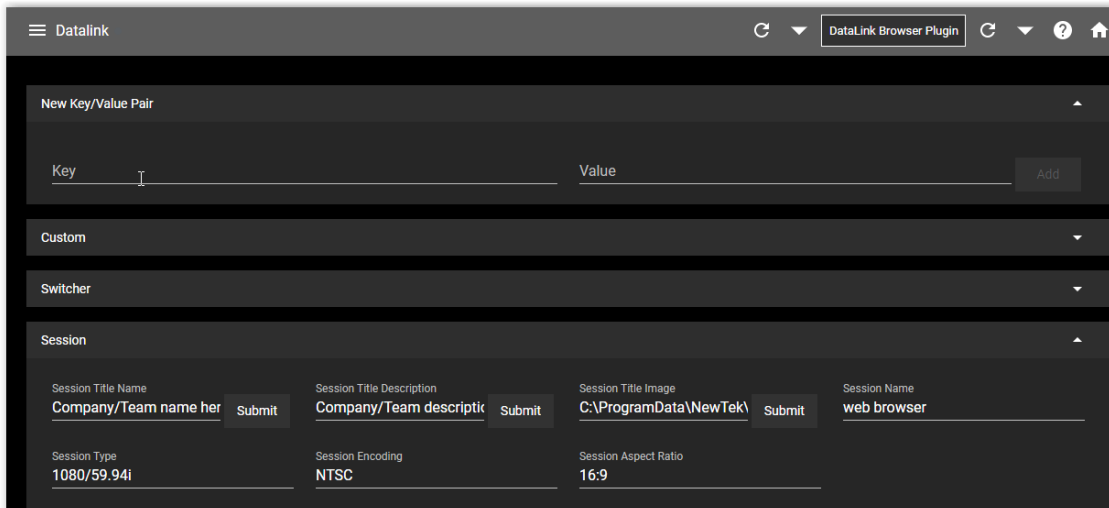 Datalink
DataLink Browser Plugin
New Key/Value Pair
Key
Value
Add
Custom
Switcher
Session
Session Title Name
Company/Team name her
Submit
Session Title Description
Company/Team descriptic
Submit
Session Title Image
C:\ProgramData\NewTek\
Submit
Session Name
web browser
Session Type
1080/59.94i
Session Encoding
NTSC
Session Aspect Ratio
16:9